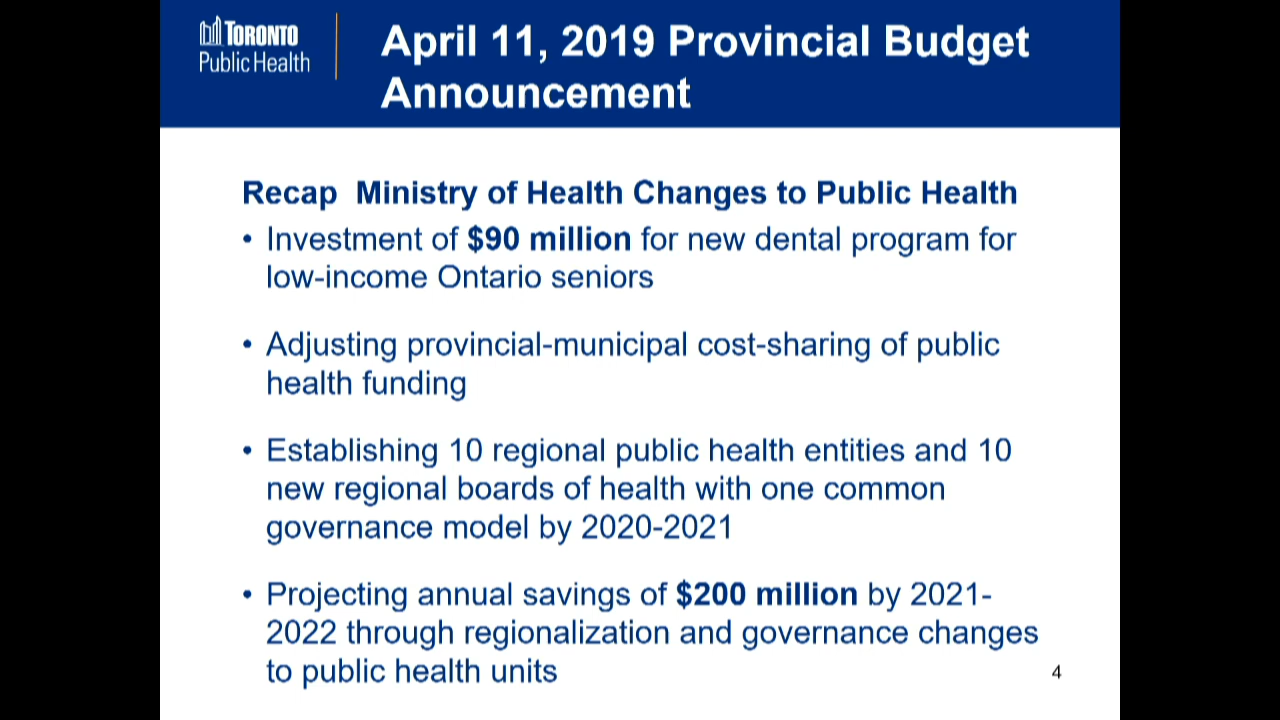 TORONTO
Public Health
April 11, 2019 Provincial Budget
Announcement
Recap  Ministry of Health Changes to Public Health
• Investment of $90 million for new dental program for
low-income Ontario seniors
• Adjusting provincial-municipal cost-sharing of public
health funding
• Establishing 10 regional public health entities and 10
new regional boards of health with one common
governance model by 2020-2021
• Projecting annual savings of $200 million by 2021-
2022 through regionalization and governance changes
to public health units
4